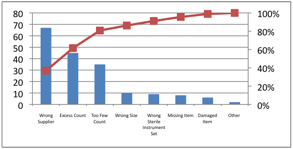 80
70
60
50
40
30
20
10
0
100%
80%
60%
40%
20%
0%
Wrong Supplier
Excess Count
Too Few Count
Wrong Size
Wrong Sterile Instrument Set
Missing Item
Damaged Item
Other